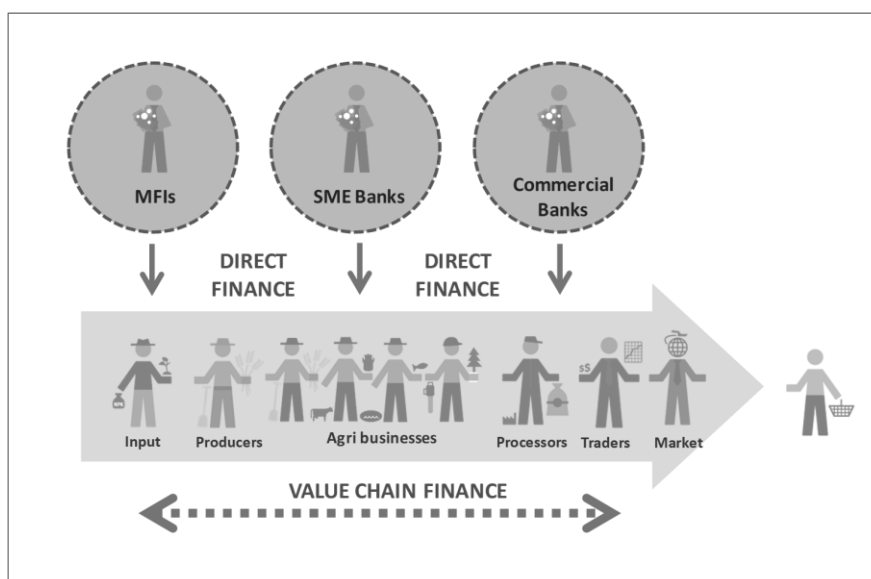 MFIs
SME Banks
Commercial
Banks
DIRECT
FINANCE
DIRECT
FINANCE
$$
Input
Producers
Agri businesses
Processors
Traders
Market
VALUE CHAIN FINANCE